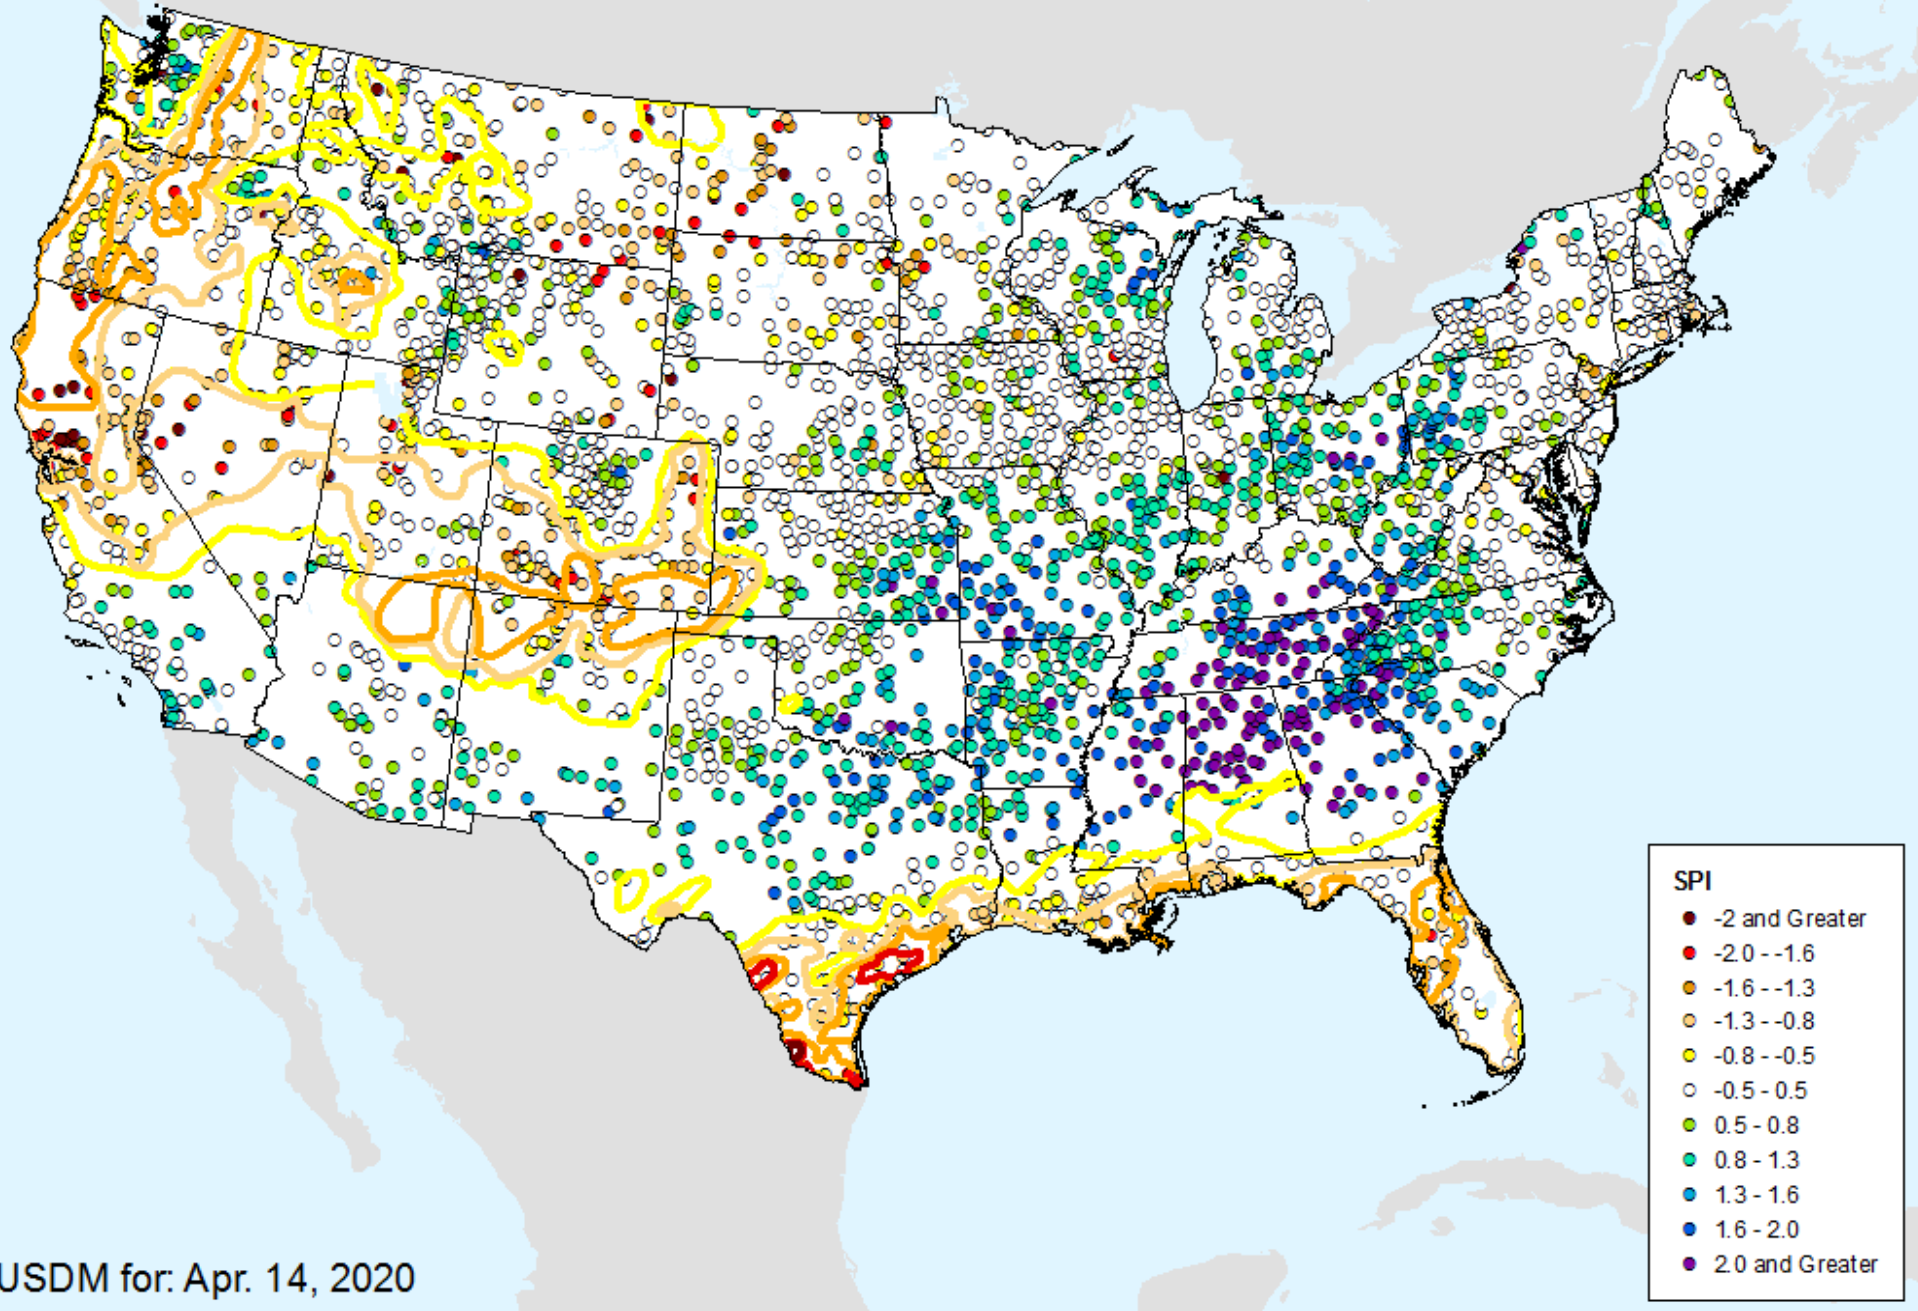 SPI
-2 and Greater
-2.0 - -1.6
-1.6 - -1.3
-1.3 - -0.8
-0.8 - -0.5
-0.5 - 0.5
0.5 - 0.8
0.8 - 1.3
1.3 - 1.6
1.6 - 2.0
2.0 and Greater
USDM for: Apr. 14, 2020